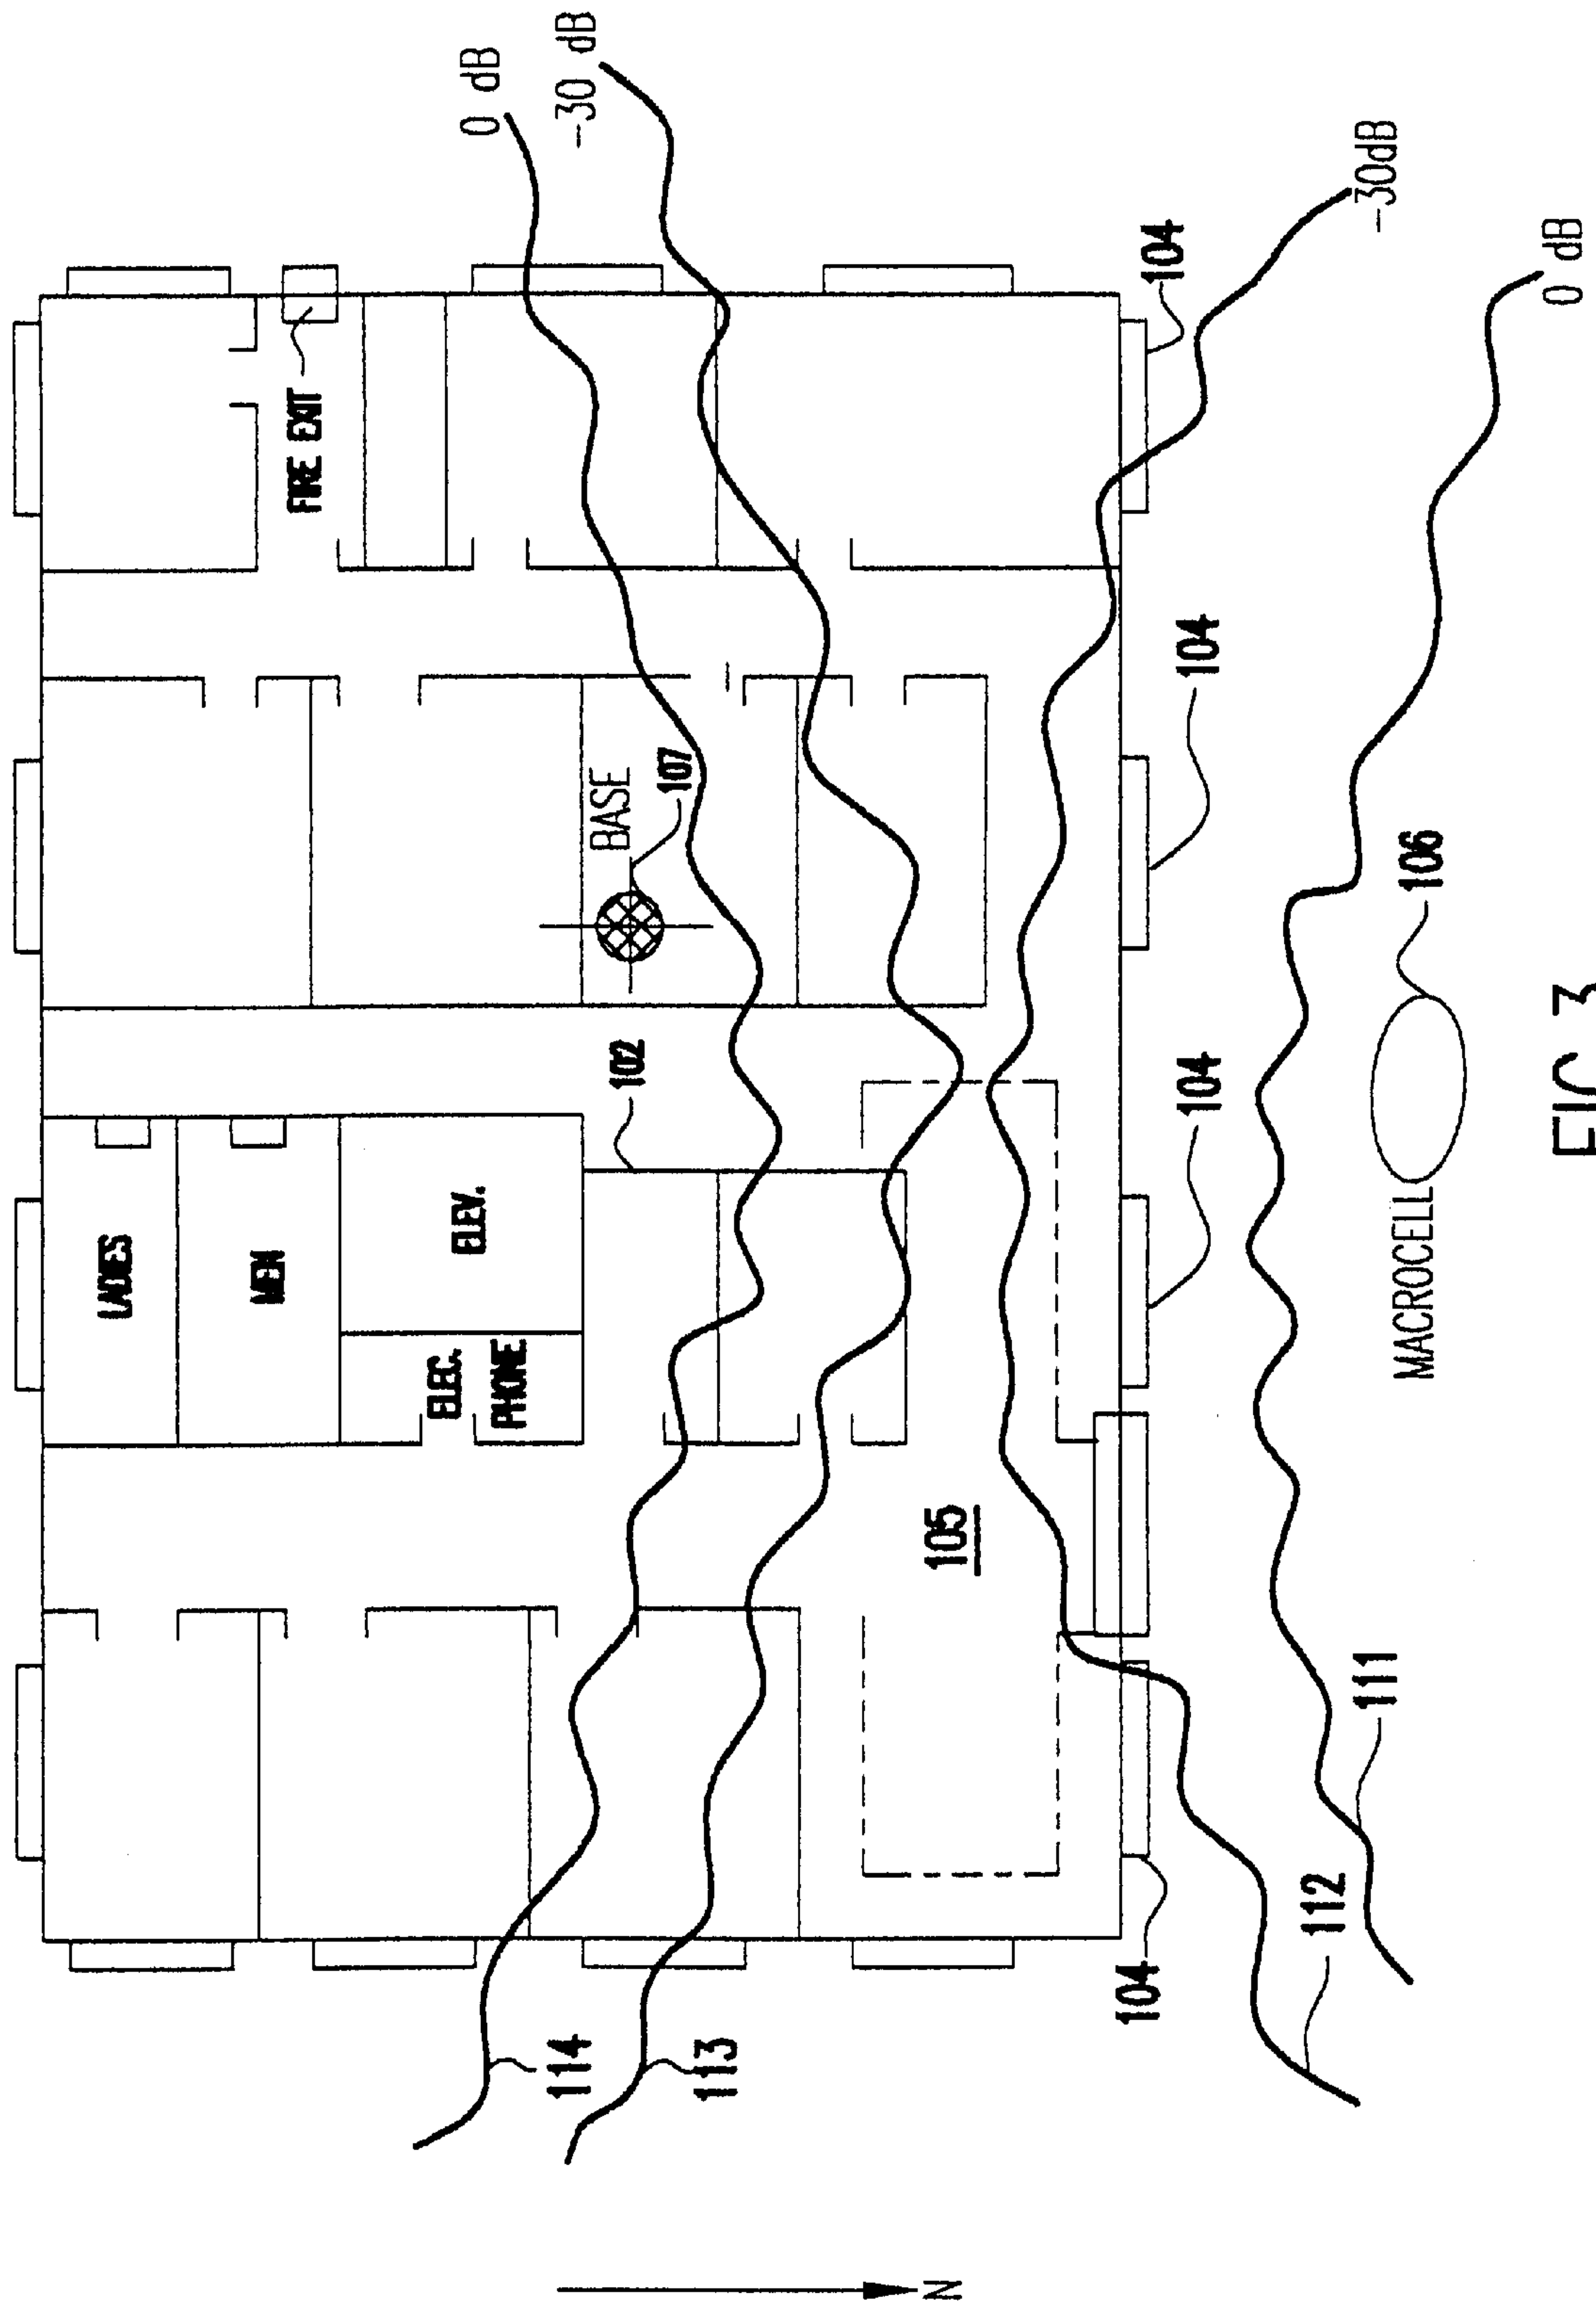 LADIES
MEN
FIRE EXIT
ELEC.
PHONE
ELEV.
0 dB
-30 dB
114
BASE
102
107
113
105
N
104
104
104
104
112
111
-30dB
MACROCELL
106
0 dB
FIG. 3